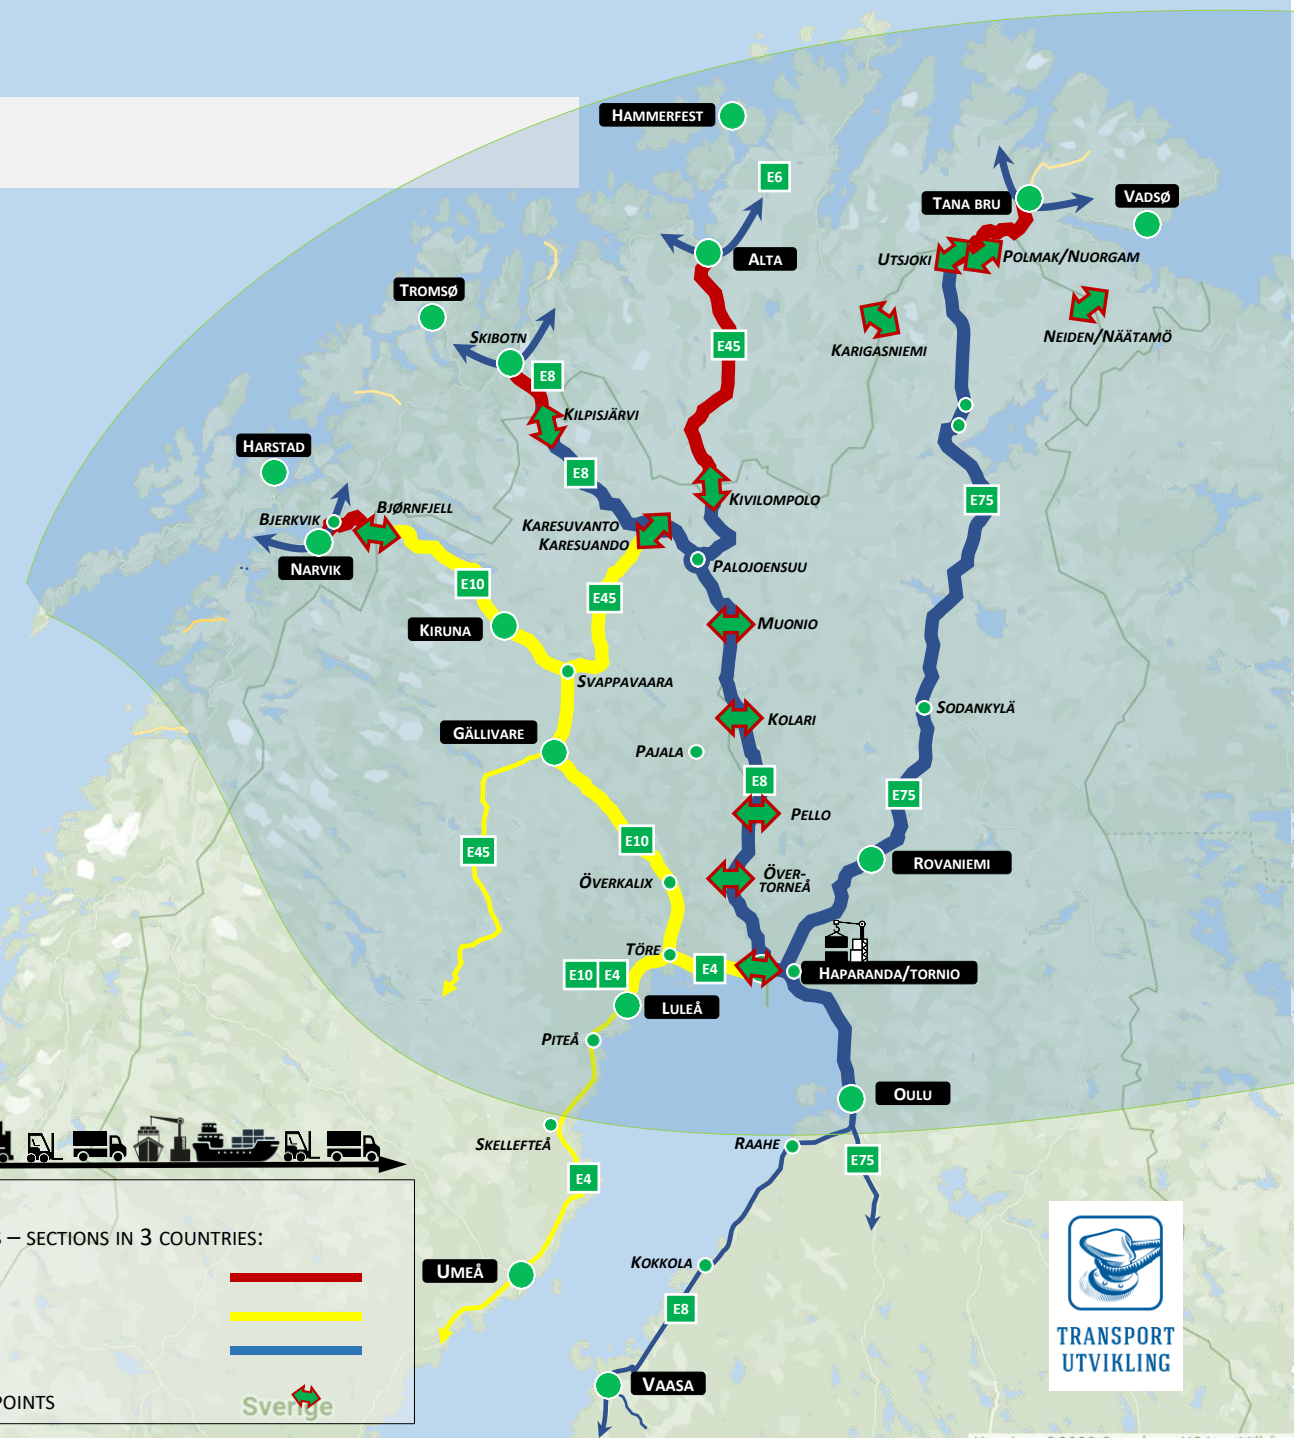 HAMMERFEST
E6
TANA BRU
VADSØ
UTSJOKI
POLMAK/NUORGAM
ALTA
TROMSØ
SKIBOTN
KARIGASNIEMI
NEIDEN/NÄÄTAMÖ
E45
E8
KILPISJÄRVI
HARSTAD
E8
KIVILOMPOLO
E75
BJERKVIK
BJØRNFJELL
KARESUVANTO
KARESUANDO
NARVIK
PALOJOENSUU
E10
E45
KIRUNA
MUONIO
SVAPPAVAARA
SODANKYLÄ
KOLARI
GÄLLIVARE
PAJALA
E8
E75
PELLO
E10
E45
ROVANIEMI
ÖVERKALIX
ÖVER-
TORNEÅ
TÖRE
E10 E4
E4
HAPARANDA/TORNIO
LULEÅ
PITEÅ
OULU
SKELLEFTEÅ
RAAHE
E75
E4
– SECTIONS IN 3 COUNTRIES:
UMEÅ
KOKKOLA
E8
VAASA
POINTS
Sverige
TRANSPORT
UTVIKLING